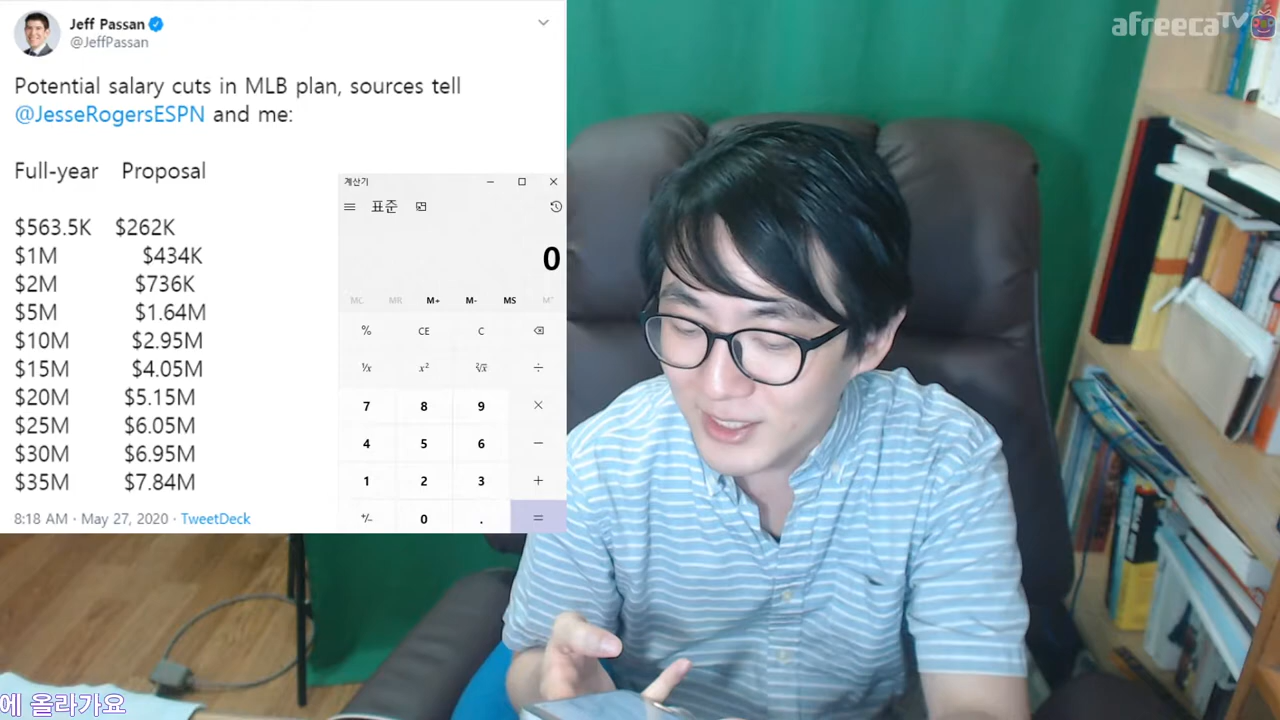 Jeff Passan
@JeffPassan
Potential salary cuts in MLB plan, sources tell
@JesseRogersESPN and me:
Full-year Proposal
$563.5K $262K
$1M $434K
$2M $736K
$5M $1.64M
$10M $2.95M
$15M $4.05M
$20M $5.15M
$25M $6.05M
$30M $6.95M
$35M $7.84M
8:18 AM · May 27, 2020 · TweetDeck
계산기
표준
0
MC MR M+ M- MS M˅
% CE C
⅟x x² ²√x ÷
7 8 9 ×
4 5 6 −
1 2 3 +
+/− 0 . =
afreecaTV
에 올라가요